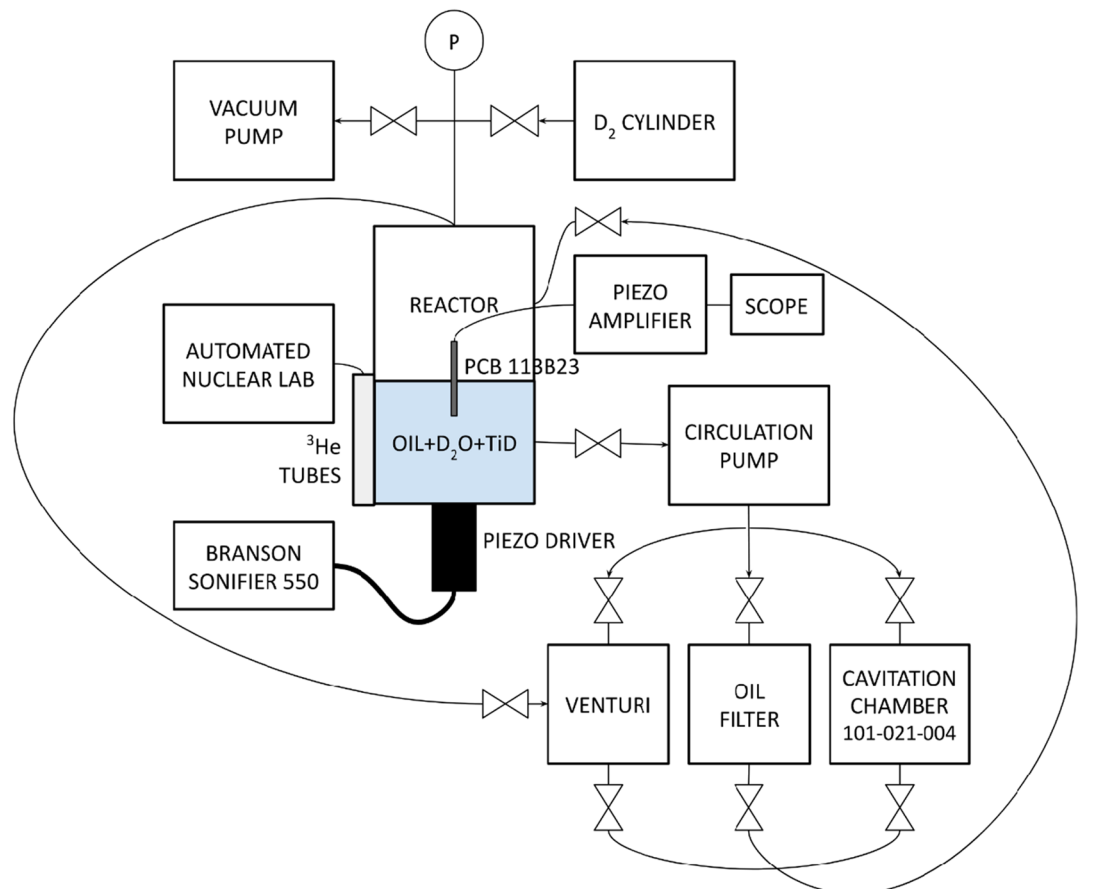 P
VACUUM
PUMP
D₂ CYLINDER
REACTOR
PIEZO
AMPLIFIER
SCOPE
AUTOMATED
NUCLEAR LAB
PCB 113B23
³He
TUBES
OIL+D₂O+TiD
CIRCULATION
PUMP
BRANSON
SONIFIER 550
PIEZO DRIVER
VENTURI
OIL
FILTER
CAVITATION
CHAMBER
101-021-004